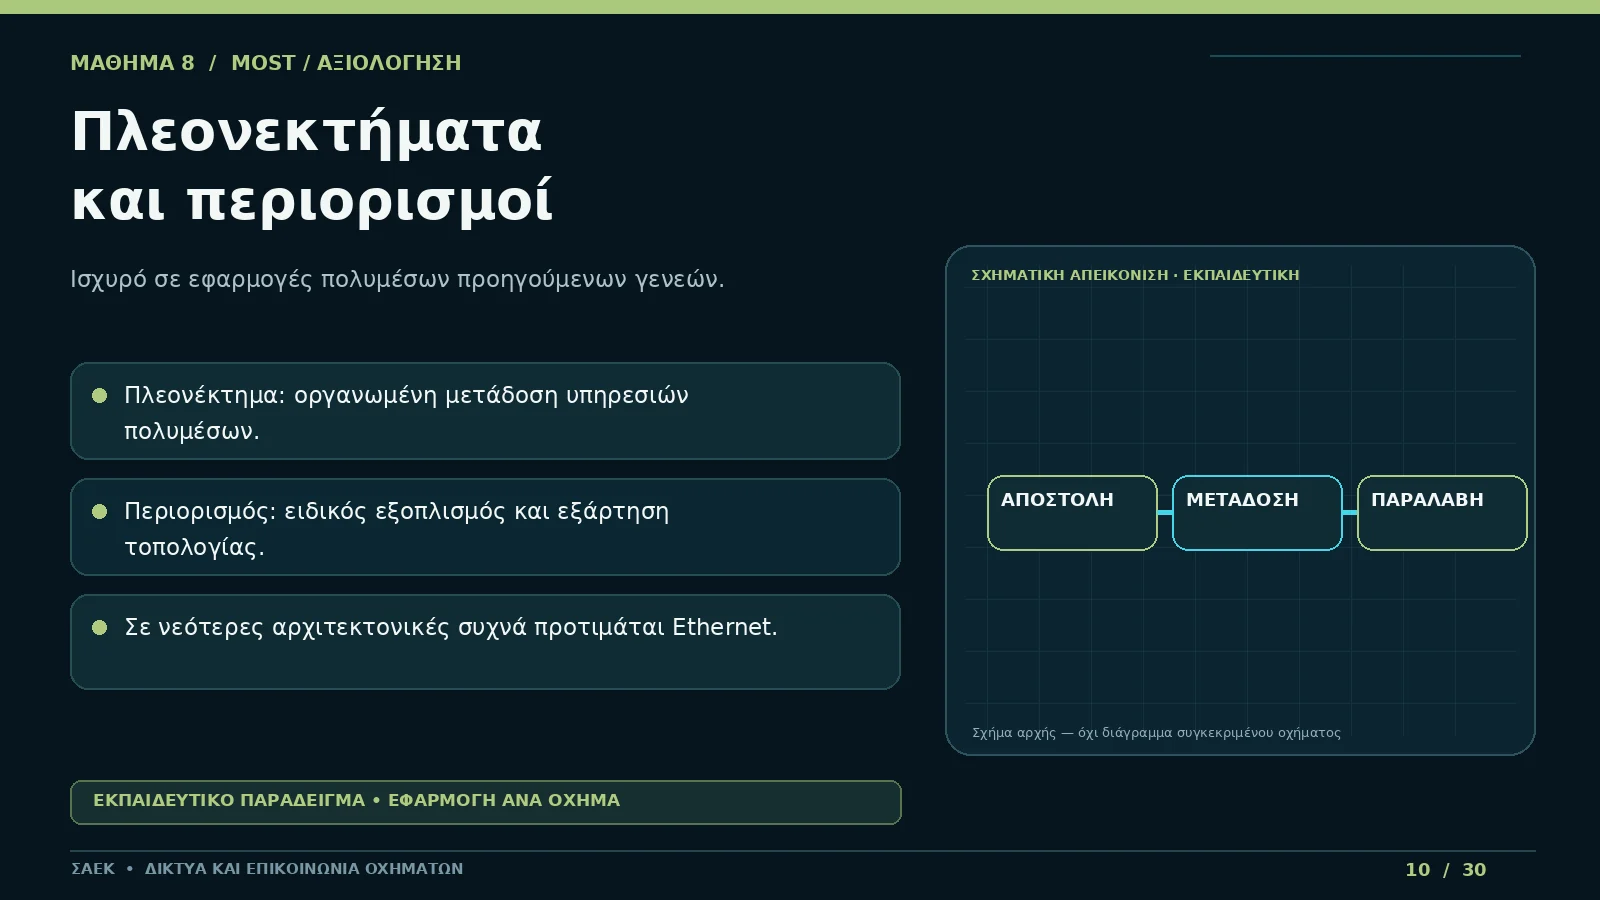 ΜΑΘΗΜΑ 8 / MOST / ΑΞΙΟΛΟΓΗΣΗ
Πλεονεκτήματα
και περιορισμοί
Ισχυρό σε εφαρμογές πολυμέσων προηγούμενων γενεών.
Πλεονέκτημα: οργανωμένη μετάδοση υπηρεσιών
πολυμέσων.
Περιορισμός: ειδικός εξοπλισμός και εξάρτηση
τοπολογίας.
Σε νεότερες αρχιτεκτονικές συχνά προτιμάται Ethernet.
ΕΚΠΑΙΔΕΥΤΙΚΟ ΠΑΡΑΔΕΙΓΜΑ • ΕΦΑΡΜΟΓΗ ΑΝΑ ΟΧΗΜΑ
ΣΧΗΜΑΤΙΚΗ ΑΠΕΙΚΟΝΙΣΗ · ΕΚΠΑΙΔΕΥΤΙΚΗ
ΑΠΟΣΤΟΛΗ
ΜΕΤΑΔΟΣΗ
ΠΑΡΑΛΑΒΗ
Σχήμα αρχής — όχι διάγραμμα συγκεκριμένου οχήματος
ΣΑΕΚ • ΔΙΚΤΥΑ ΚΑΙ ΕΠΙΚΟΙΝΩΝΙΑ ΟΧΗΜΑΤΩΝ
10 / 30